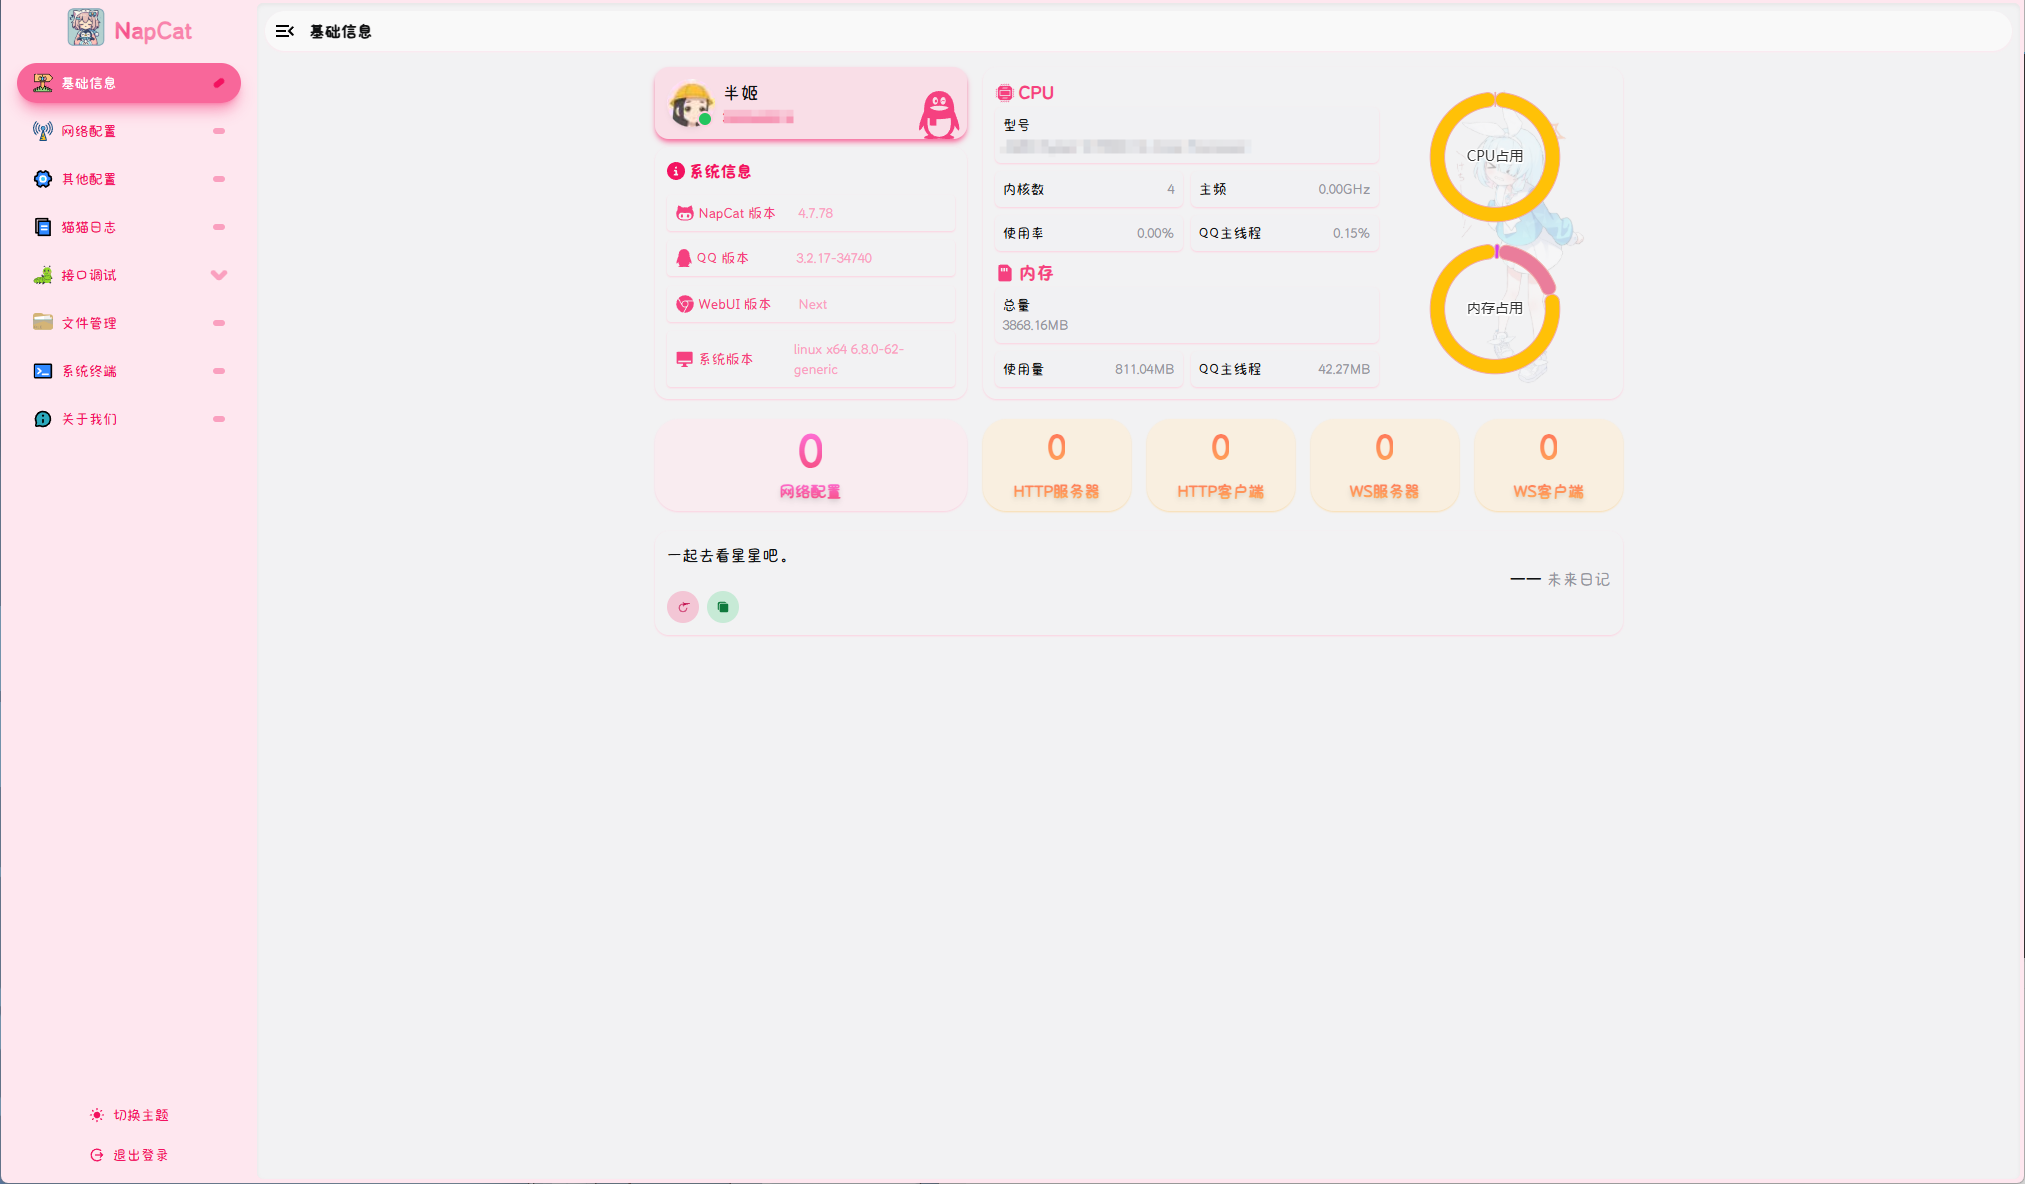 NapCat
基础信息
网络配置
其他配置
猫猫日志
接口调试
文件管理
系统终端
关于我们
切换主题
退出登录
基础信息
半姬
系统信息
NapCat 版本 4.7.78
QQ 版本 3.2.17-34740
WebUI 版本 Next
系统版本 linux x64 6.8.0-62-
generic
CPU
型号
内核数 4 主频 0.00GHz
使用率 0.00% QQ主线程 0.15%
内存
总量
3868.16MB
使用量 811.04MB QQ主线程 42.27MB
CPU占用
内存占用
0
网络配置
0
HTTP服务器
0
HTTP客户端
0
WS服务器
0
WS客户端
一起去看星星吧。
—— 未来日记